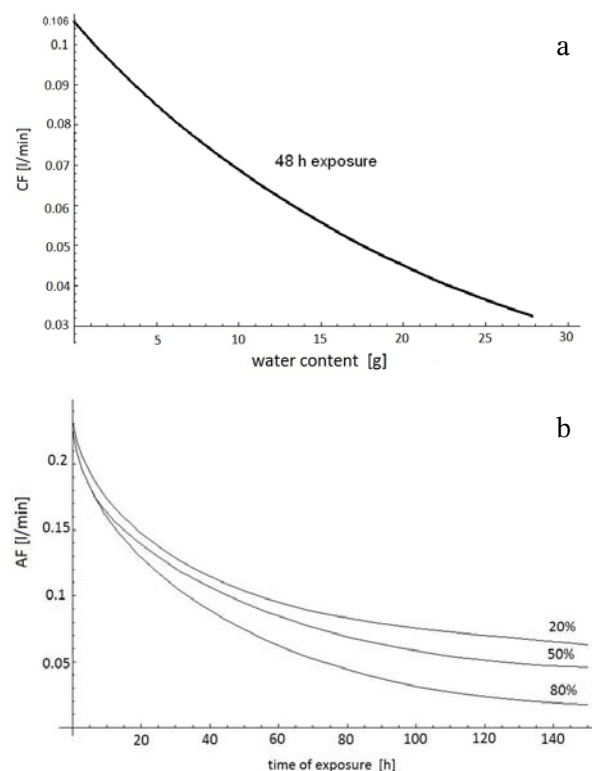 a
0.106
0.1
0.09
0.08
0.07
0.06
0.05
0.04
0.03
CF [l/min]
48 h exposure
5 10 15 20 25 30
water content [g]
b
0.2
0.15
0.1
0.05
AF [l/min]
20%
50%
80%
20 40 60 80 100 120 140
time of exposure [h]